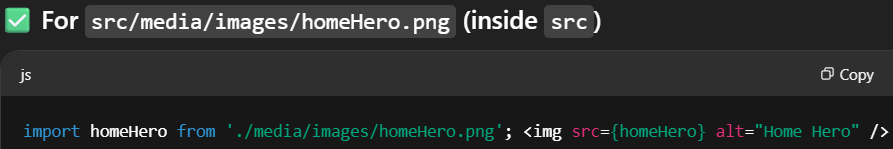 ✅ For src/media/images/homeHero.png (inside src)
js Copy
import homeHero from './media/images/homeHero.png'; <img src={homeHero} alt="Home Hero" />